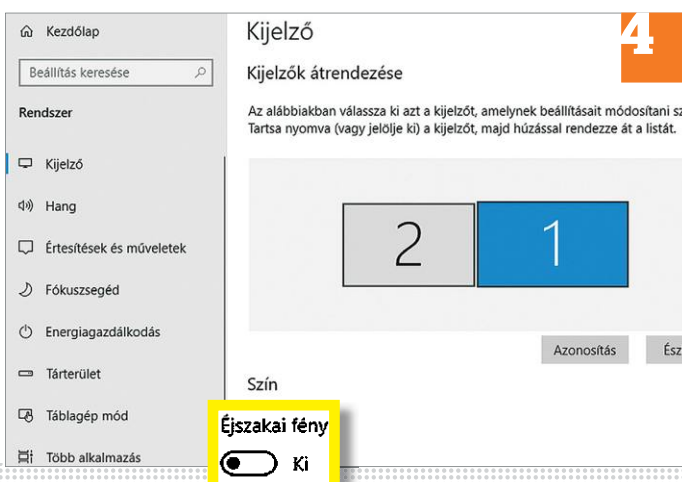 Kezdőlap
Beállítás keresése
Rendszer
Kijelző
Hang
Értesítések és műveletek
Fókuszsegéd
Energiagazdálkodás
Tárterület
Táblagép mód
Több alkalmazás
4
Kijelző
Kijelzők átrendezése
Az alábbiakban válassza ki azt a kijelzőt, amelynek beállításait módosítani sz
Tartsa nyomva (vagy jelölje ki) a kijelzőt, majd húzással rendezze át a listát.
2 1
Azonosítás Ész
Szín
Éjszakai fény
Ki